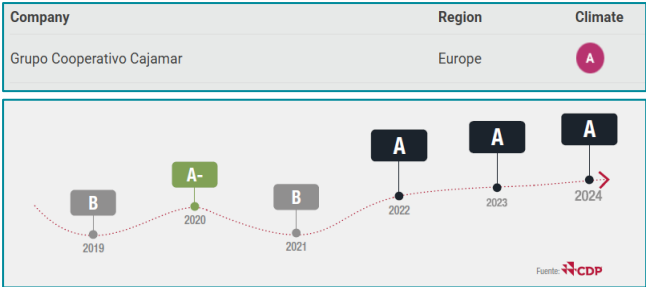 Company Region Climate
Grupo Cooperativo Cajamar Europe A
A A A
A-
B B
2024
2023
2022
2020
2019 2021
Fuente: CDP